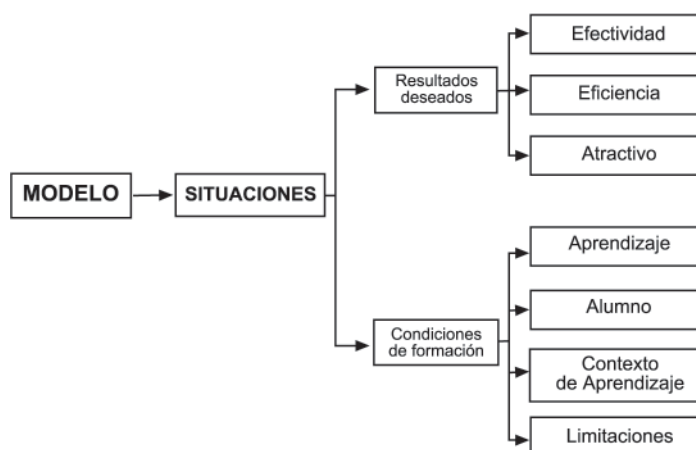 MODELO
SITUACIONES
Resultados
deseados
Efectividad
Eficiencia
Atractivo
Condiciones
de formación
Aprendizaje
Alumno
Contexto
de Aprendizaje
Limitaciones